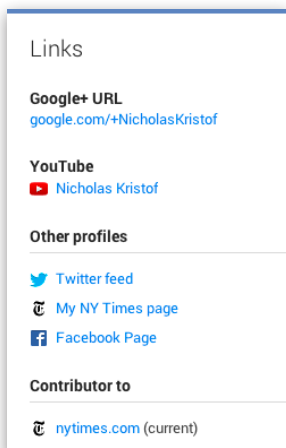 Links
Google+ URL
google.com/+NicholasKristof
YouTube
Nicholas Kristof
Other profiles
Twitter feed
My NY Times page
Facebook Page
Contributor to
nytimes.com (current)